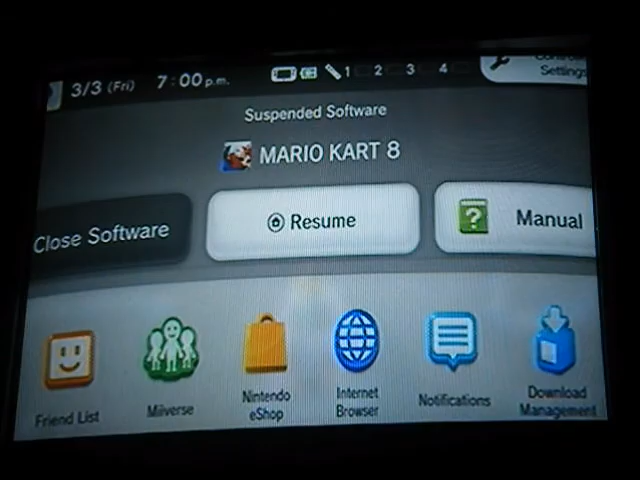 3/3 (Fri) 7:00 p.m. 1 2 3 4
Settings
Suspended Software
MARIO KART 8
Close Software
Resume
? Manual
Friend List
Miiverse
Nintendo
eShop
Internet
Browser
Notifications
Download
Management